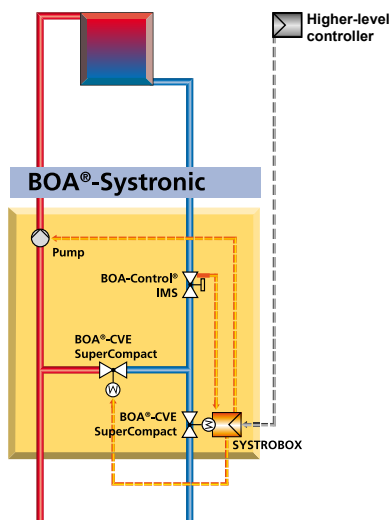 Higher-level
controller
BOA®-Systronic
Pump
BOA-Control®
IMS
BOA®-CVE
SuperCompact
M
BOA®-CVE
SuperCompact
M
SYSTROBOX